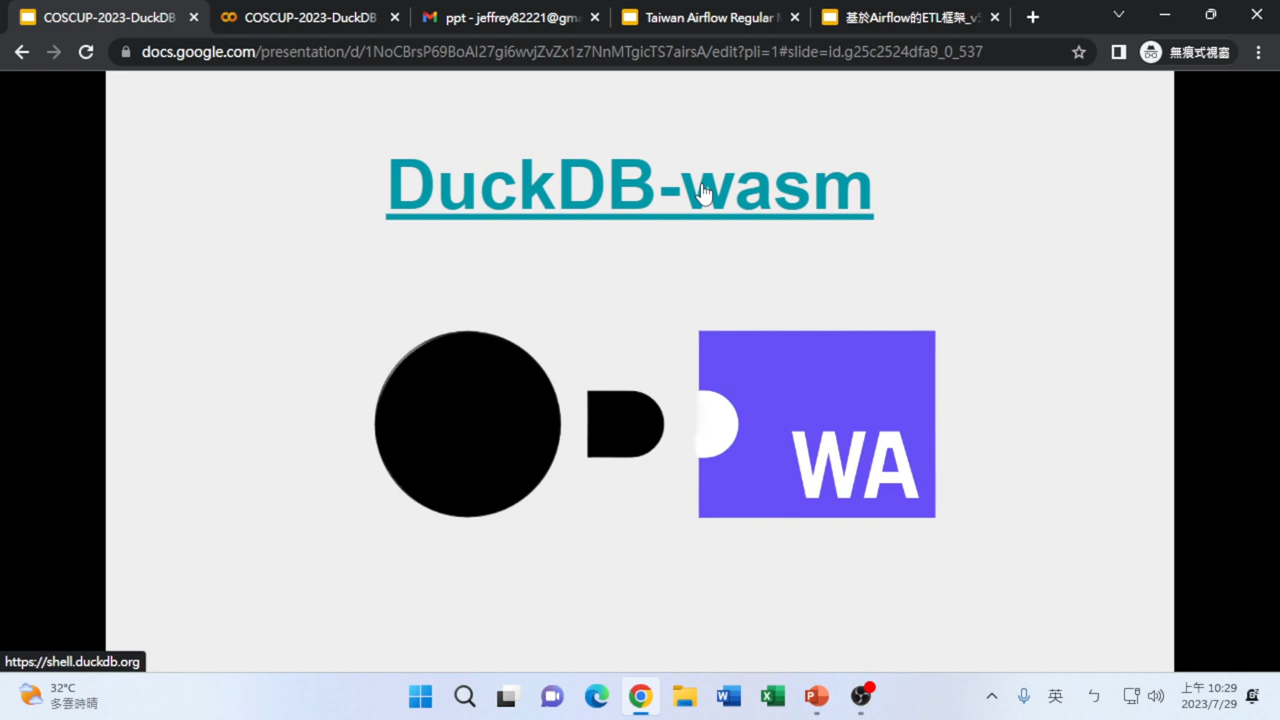 COSCUP-2023-DuckDB
COSCUP-2023-DuckDB
ppt - jeffrey82221@gma
Taiwan Airflow Regular
基於Airflow的ETL框架_v
docs.google.com/presentation/d/1NoCBrsP69BoAI27gi6wvjZvZx1z7NnMTgicTS7airsA/edit?pli=1#slide=id.g25c2524dfa9_0_537
無痕式視窗
DuckDB-wasm
WA
https://shell.duckdb.org
32°C
多雲時晴
英
ㄅ
上午 10:29
2023/7/29